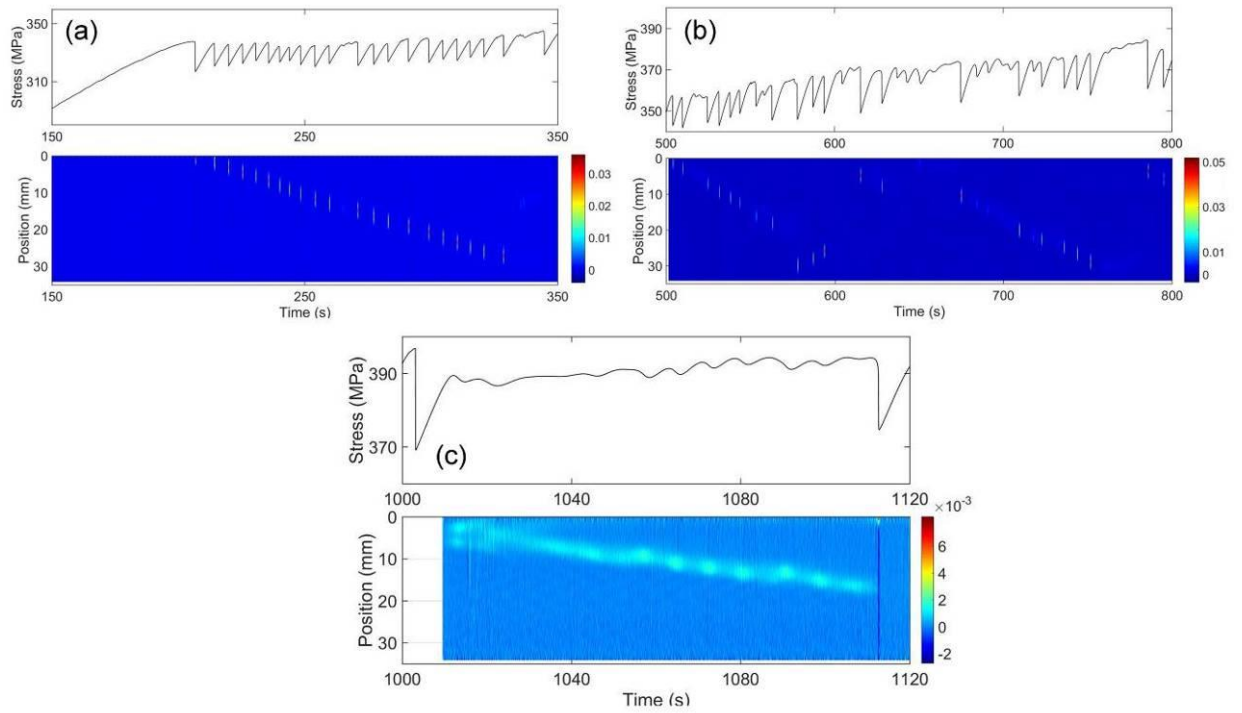 (a)
350
310
Stress (MPa)
150 250 350
0
10
20
30
Position (mm)
0.03
0.02
0.01
0
150 250 350
Time (s)
(b)
390
370
350
Stress (MPa)
500 600 700 800
0
10
20
30
Position (mm)
0.05
0.03
0.01
0
500 600 700 800
Time (s)
390
370
Stress (MPa)
(c)
1000 1040 1080 1120
×10⁻³
0
10
20
30
Position (mm)
6
4
2
0
-2
1000 1040 1080 1120
Time (s)